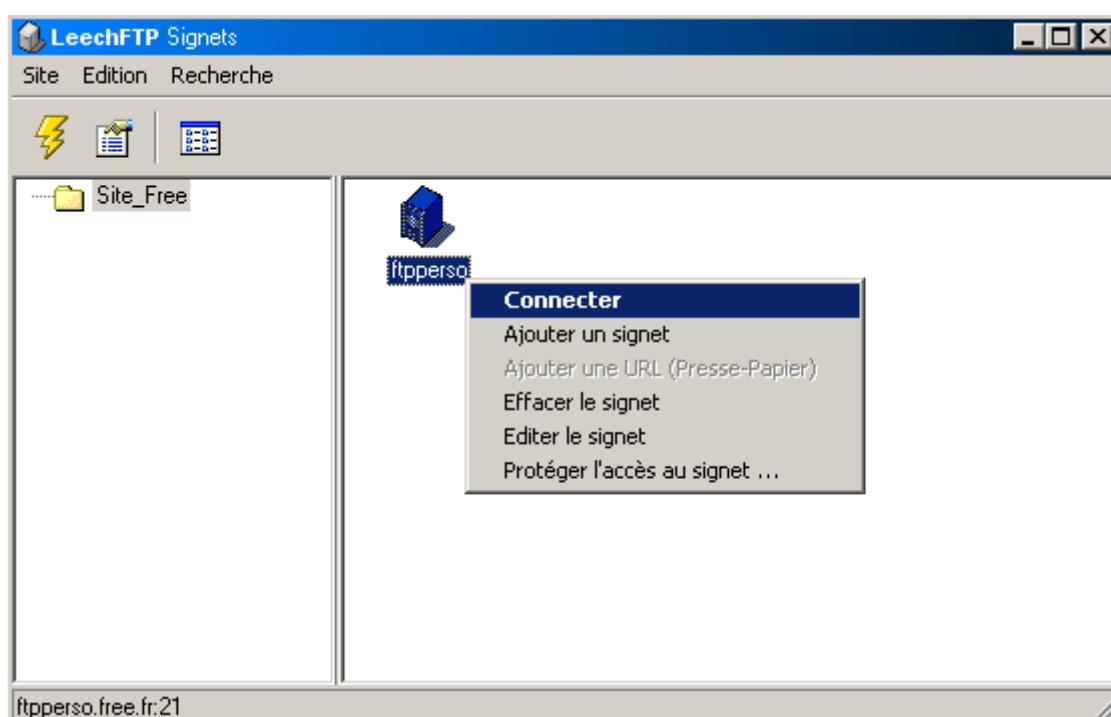 LeechFTP Signets
Site Edition Recherche
Site_Free
ftpperso
Connecter
Ajouter un signet
Ajouter une URL (Presse-Papier)
Effacer le signet
Editer le signet
Protéger l'accès au signet ...
ftpperso.free.fr:21